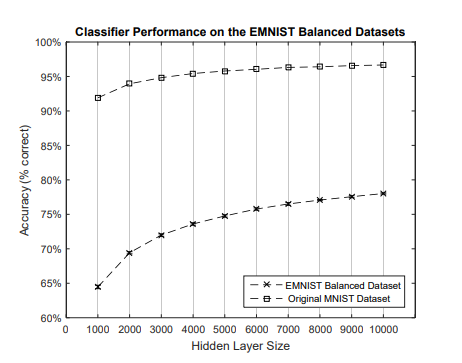 Classifier Performance on the EMNIST Balanced Datasets
100%
95%
90%
85%
80%
75%
70%
65%
60%
Accuracy (% correct)
EMNIST Balanced Dataset
Original MNIST Dataset
0 1000 2000 3000 4000 5000 6000 7000 8000 9000 10000
Hidden Layer Size